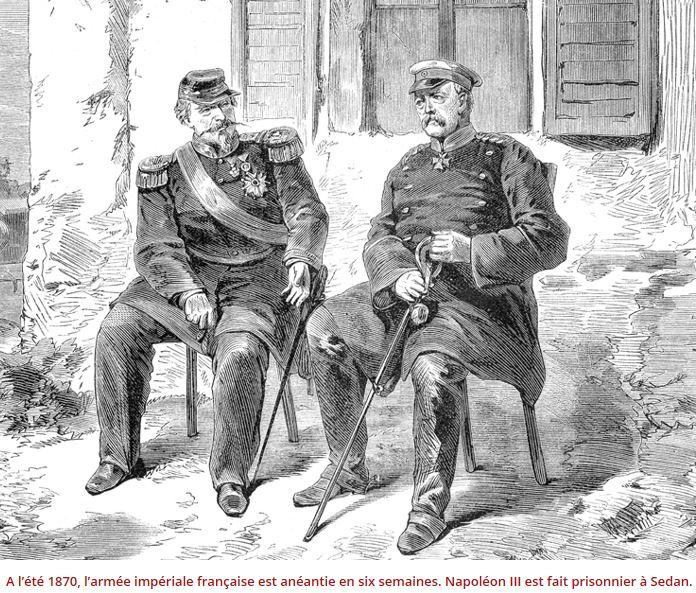 A l’été 1870, l’armée impériale française est anéantie en six semaines. Napoléon III est fait prisonnier à Sedan.